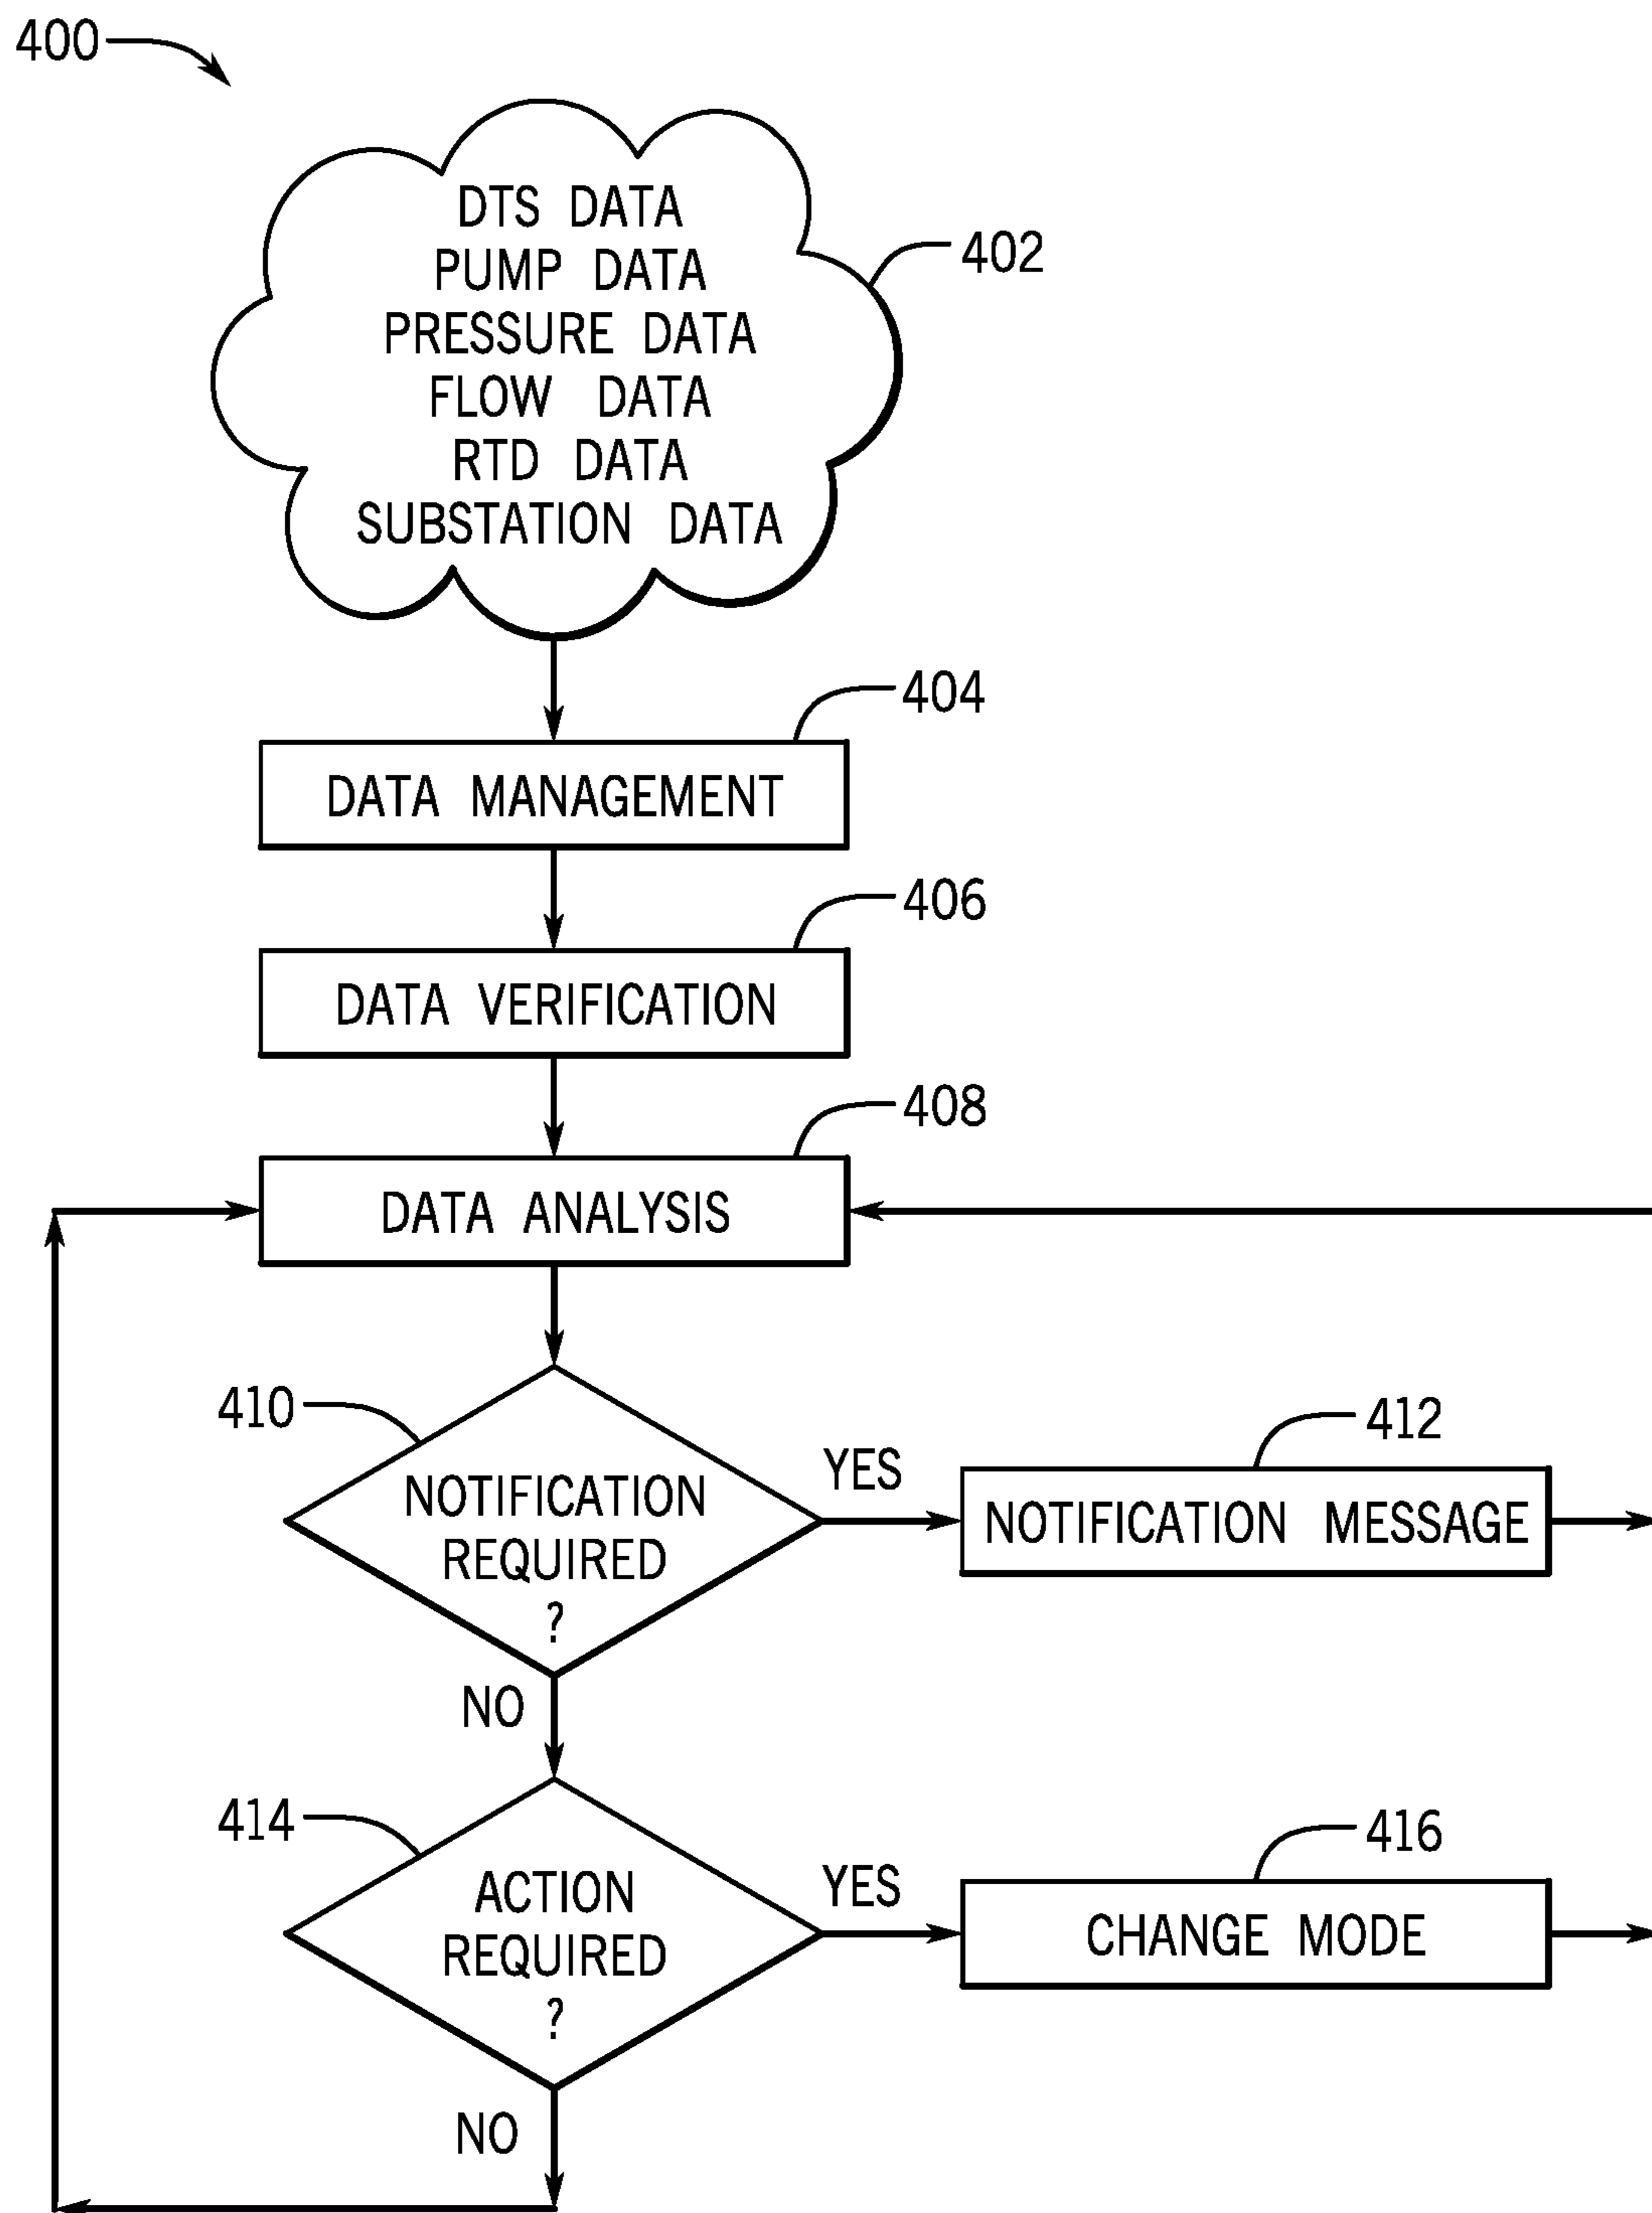 400
DTS DATA
PUMP DATA
402
PRESSURE DATA
FLOW DATA
RTD DATA
SUBSTATION DATA
404
DATA MANAGEMENT
406
DATA VERIFICATION
408
DATA ANALYSIS
410
NOTIFICATION
REQUIRED
?
YES
412
NOTIFICATION MESSAGE
NO
414
ACTION
REQUIRED
?
YES
416
CHANGE MODE
NO